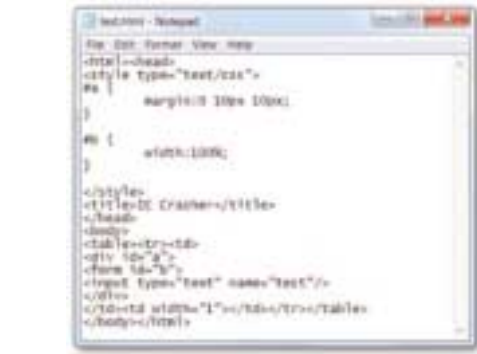 test.html - Notepad
File Edit Format View Help
<html><head>
<style type="text/css">
#a {
margin:0 10px 10px;
}
#b {
width:100%;
}
</style>
<title>IE Crasher</title>
</head>
<body>
<table><tr><td>
<div id="a">
<form id="b">
<input type="text" name="test"/>
</div>
</td><td width="1"></td></tr></table>
</body></html>